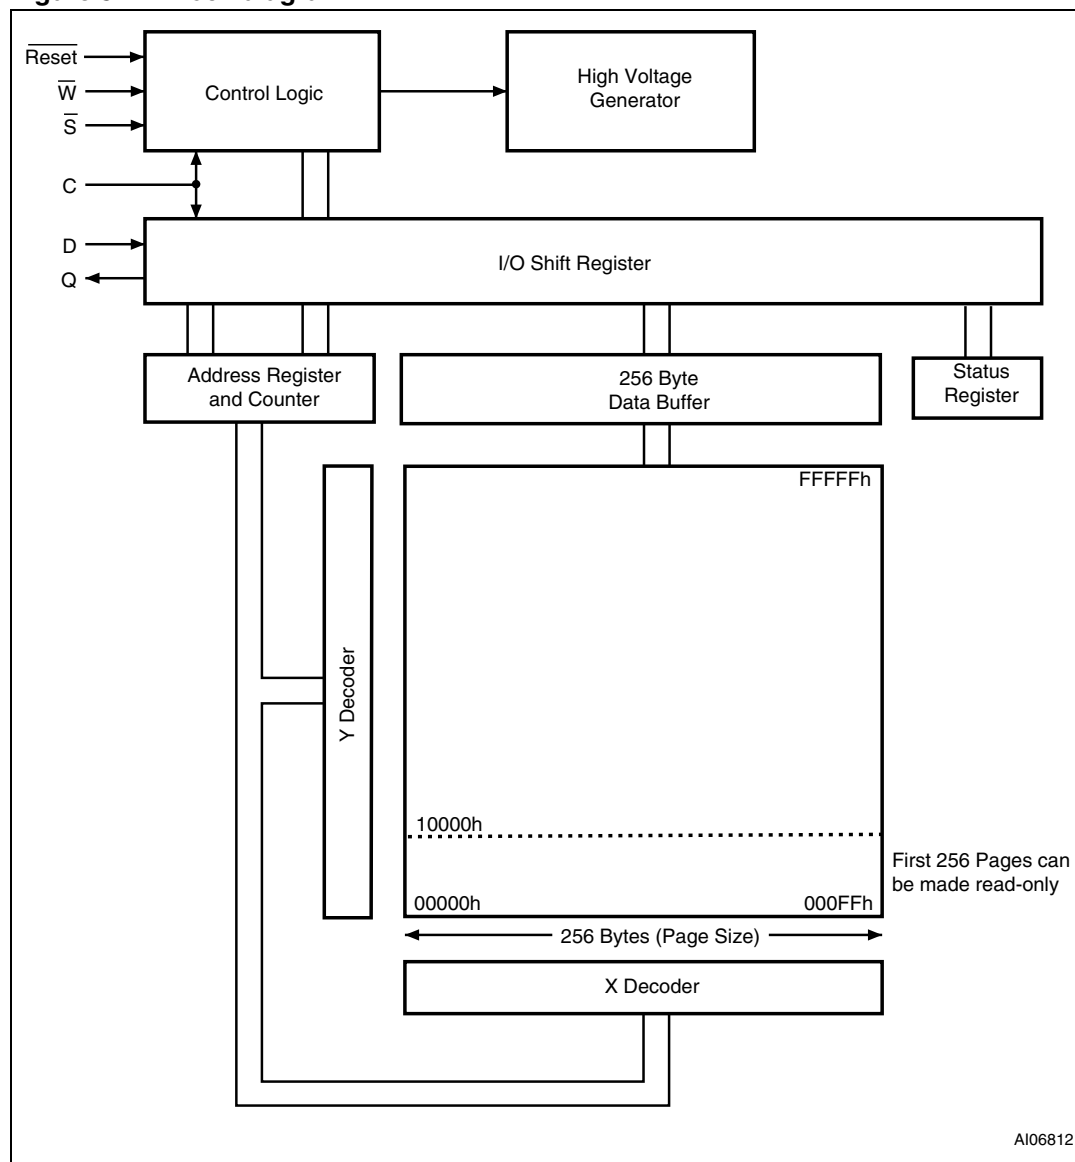 Reset
W
S
C
D
Q
Control Logic
High Voltage
Generator
I/O Shift Register
Address Register
and Counter
256 Byte
Data Buffer
Status
Register
FFFFFh
Y Decoder
10000h
First 256 Pages can
be made read-only
00000h
000FFh
256 Bytes (Page Size)
X Decoder
AI06812